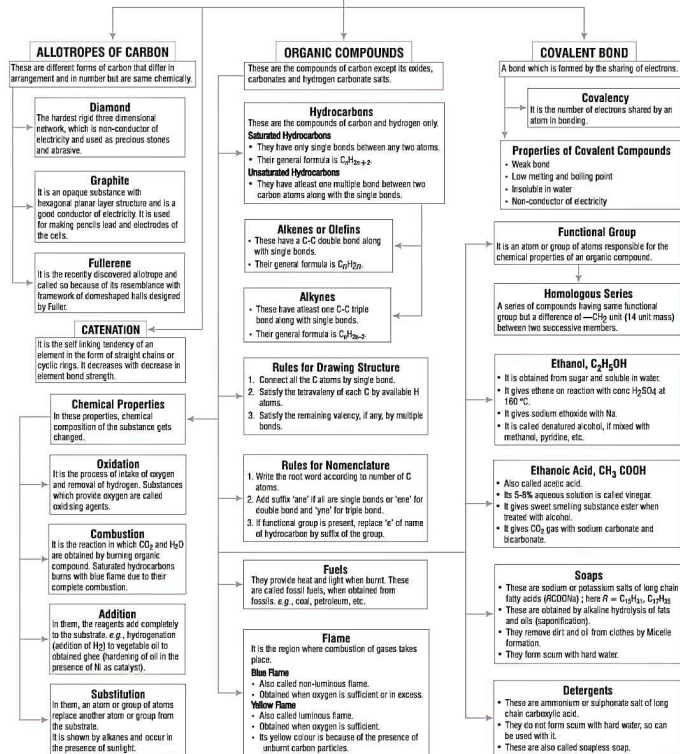 ALLOTROPES OF CARBON
These are different forms of carbon that differ in
arrangement and in number but are same chemically.
Diamond
The hardest rigid three dimensional
network, which is non-conductor of
electricity and used as precious stones
and abrasive.
Graphite
It is an opaque substance with
hexagonal planar layer structure and is a
good conductor of electricity. It is used
for making pencils lead and electrodes of
the cells.
Fullerene
It is the recently discovered allotrope and
called so because of its resemblance with
framework of domeshaped halls designed
by Fuller.
CATENATION
It is the self linking tendency of an
element in the form of straight chains or
cyclic rings. It decreases with decrease in
element bond strength.
Chemical Properties
In these properties, chemical
composition of the substance gets
changed.
Oxidation
It is the process of intake of oxygen
and removal of hydrogen. Substances
which provide oxygen are called
oxidising agents.
Combustion
It is the reaction in which CO₂ and H₂O
are obtained by burning organic
compound. Saturated hydrocarbons
burns with blue flame due to their
complete combustion.
Addition
In them, the reagents add completely
to the substrate. e.g., hydrogenation
(addition of H₂) to vegetable oil to
obtained ghee (hardening of oil in the
presence of Ni as catalyst).
Substitution
In them, an atom or group of atoms
replace another atom or group from
the substrate.
It is shown by alkanes and occur in
the presence of sunlight.
ORGANIC COMPOUNDS
These are the compounds of carbon except its oxides,
carbonates and hydrogen carbonate salts.
Hydrocarbons
These are the compounds of carbon and hydrogen only.
Saturated Hydrocarbons
• They have only single bonds between any two atoms.
• Their general formula is CₙH₂ₙ₊₂.
Unsaturated Hydrocarbons
• They have atleast one multiple bond between two
carbon atoms along with the single bonds.
Alkenes or Olefins
• These have a C-C double bond along
with single bonds.
• Their general formula is CₙH₂ₙ.
Alkynes
• These have atleast one C-C triple
bond along with single bonds.
• Their general formula is CₙH₂ₙ₋₂.
Rules for Drawing Structure
1. Connect all the C atoms by single bond.
2. Satisfy the tetravaleny of each C by available H
atoms.
3. Satisfy the remaining valency, if any, by multiple
bonds.
Rules for Nomenclature
1. Write the root word according to number of C
atoms.
2. Add suffix 'ane' if all are single bonds or 'ene' for
double bond and 'yne' for triple bond.
3. If functional group is present, replace 'e' of name
of hydrocarbon by suffix of the group.
Fuels
They provide heat and light when burnt. These
are called fossil fuels, when obtained from
fossils. e.g., coal, petroleum, etc.
Flame
It is the region where combustion of gases takes
place.
Blue Flame
• Also called non-luminous flame.
• Obtained when oxygen is sufficient or in excess.
Yellow Flame
• Also called luminous flame.
• Obtained when oxygen is sufficient.
• Its yellow colour is because of the presence of
unburnt carbon particles.
COVALENT BOND
A bond which is formed by the sharing of electrons.
Covalency
It is the number of electrons shared by an
atom in bonding.
Properties of Covalent Compounds
• Weak bond
• Low melting and boiling point
• Insoluble in water
• Non-conductor of electricity
Functional Group
It is an atom or group of atoms responsible for the
chemical properties of an organic compound.
Homologous Series
A series of compounds having same functional
group but a difference of —CH₂ unit (14 unit mass)
between two successive members.
Ethanol, C₂H₅OH
• It is obtained from sugar and soluble in water.
• It gives ethene on reaction with conc H₂SO₄ at
160 °C.
• It gives sodium ethoxide with Na.
• It is called denatured alcohol, if mixed with
methanol, pyridine, etc.
Ethanoic Acid, CH₃ COOH
• Also called acetic acid.
• Its 5-8% aqueous solution is called vinegar.
• It gives sweet smelling substance ester when
treated with alcohol.
• It gives CO₂ gas with sodium carbonate and
bicarbonate.
Soaps
• These are sodium or potassium salts of long chain
fatty acids (RCOONa) ; here R = C₁₅H₃₁, C₁₇H₃₅
• These are obtained by alkaline hydrolysis of fats
and oils (saponification).
• They remove dirt and oil from clothes by Micelle
formation.
• They form scum with hard water.
Detergents
• These are ammonium or sulphonate salt of long
chain carboxylic acid.
• They do not form scum with hard water, so can
be used with it.
• These are also called soapless soap.